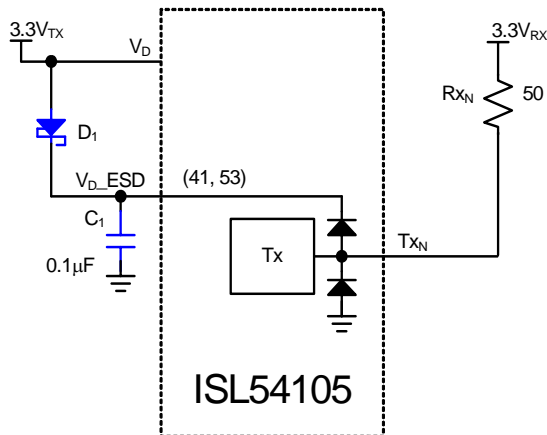 3.3V_TX
3.3V_RX
V_D
Rx_N
50
D_1
V_D_ESD
(41, 53)
C_1
0.1µF
Tx
Tx_N
ISL54105